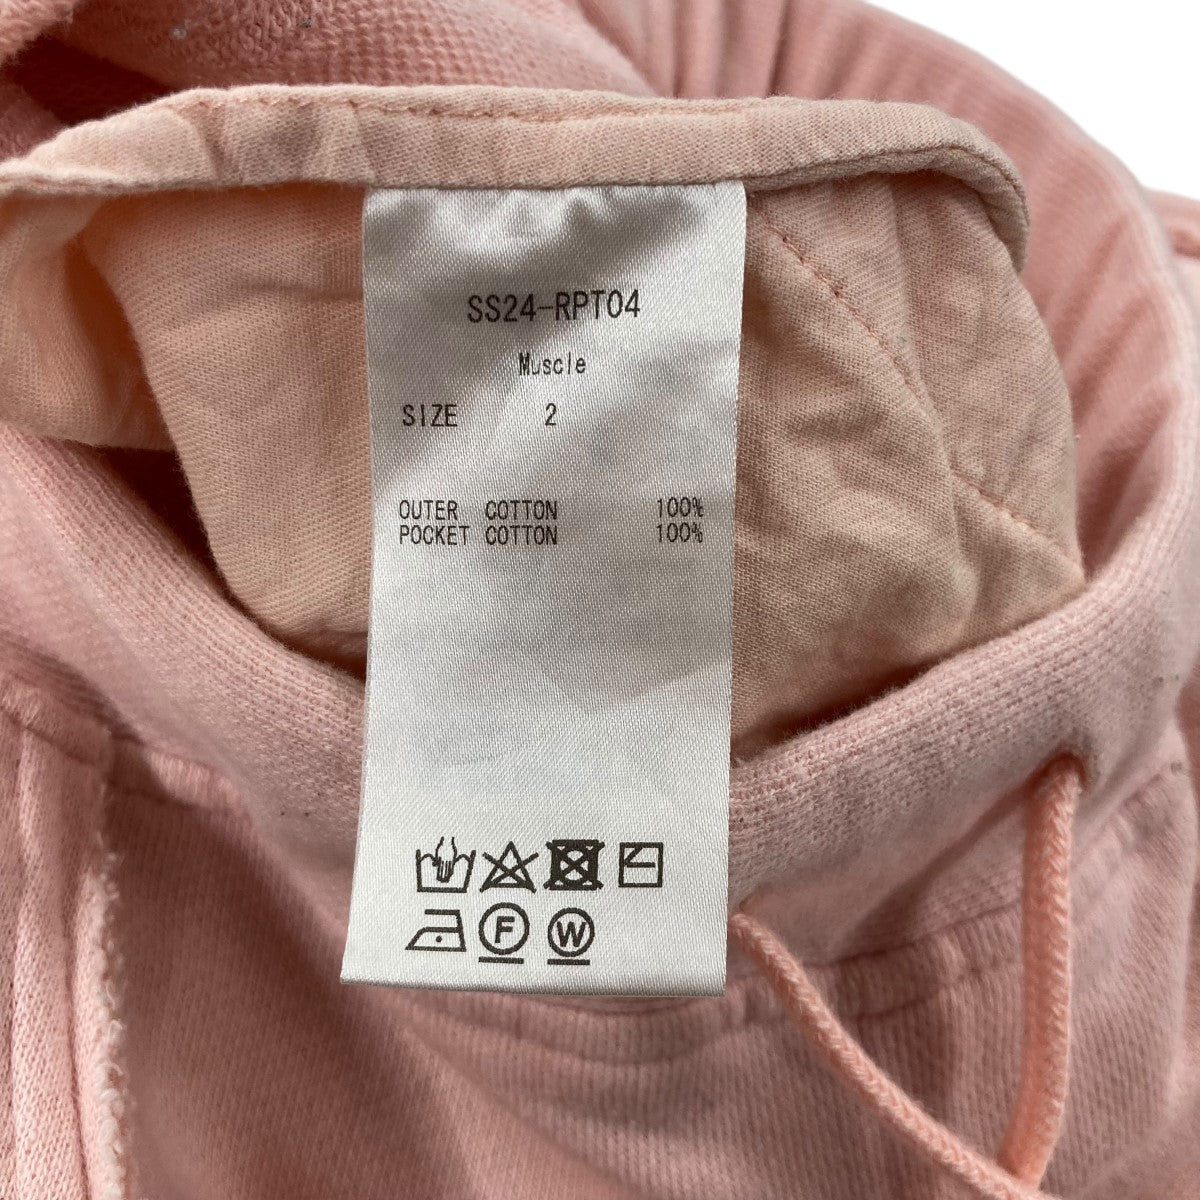 SS24-RPT04
Muscle
SIZE 2
OUTER COTTON 100%
POCKET COTTON 100%
F W